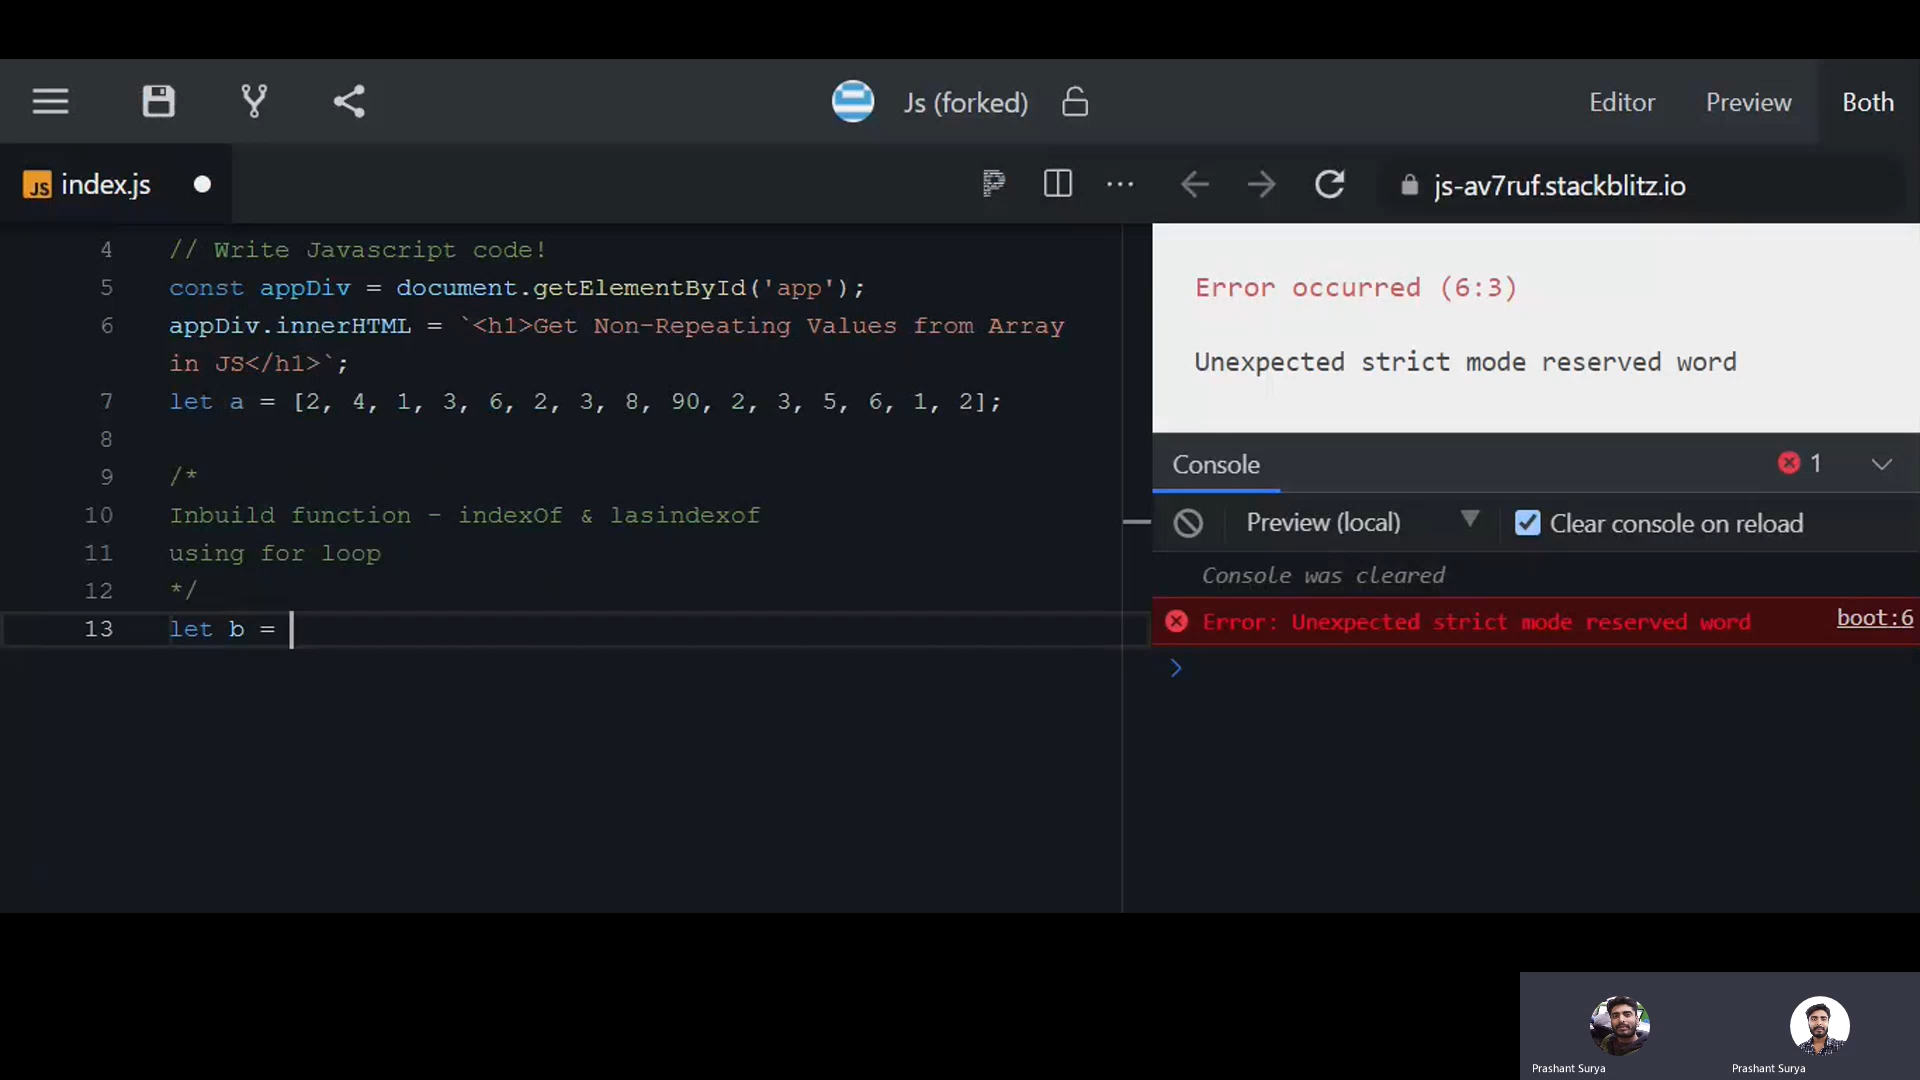 Js (forked)
Editor
Preview
Both
JS index.js
js-av7ruf.stackblitz.io
4 // Write Javascript code!
5 const appDiv = document.getElementById('app');
6 appDiv.innerHTML = `<h1>Get Non-Repeating Values from Array
in JS</h1>`;
7 let a = [2, 4, 1, 3, 6, 2, 3, 8, 90, 2, 3, 5, 6, 1, 2];
8
9 /*
10 Inbuild function - indexOf & lasindexof
11 using for loop
12 */
13 let b =
Error occurred (6:3)
Unexpected strict mode reserved word
Console
1
Preview (local)
Clear console on reload
Console was cleared
Error: Unexpected strict mode reserved word boot:6
Prashant Surya
Prashant Surya